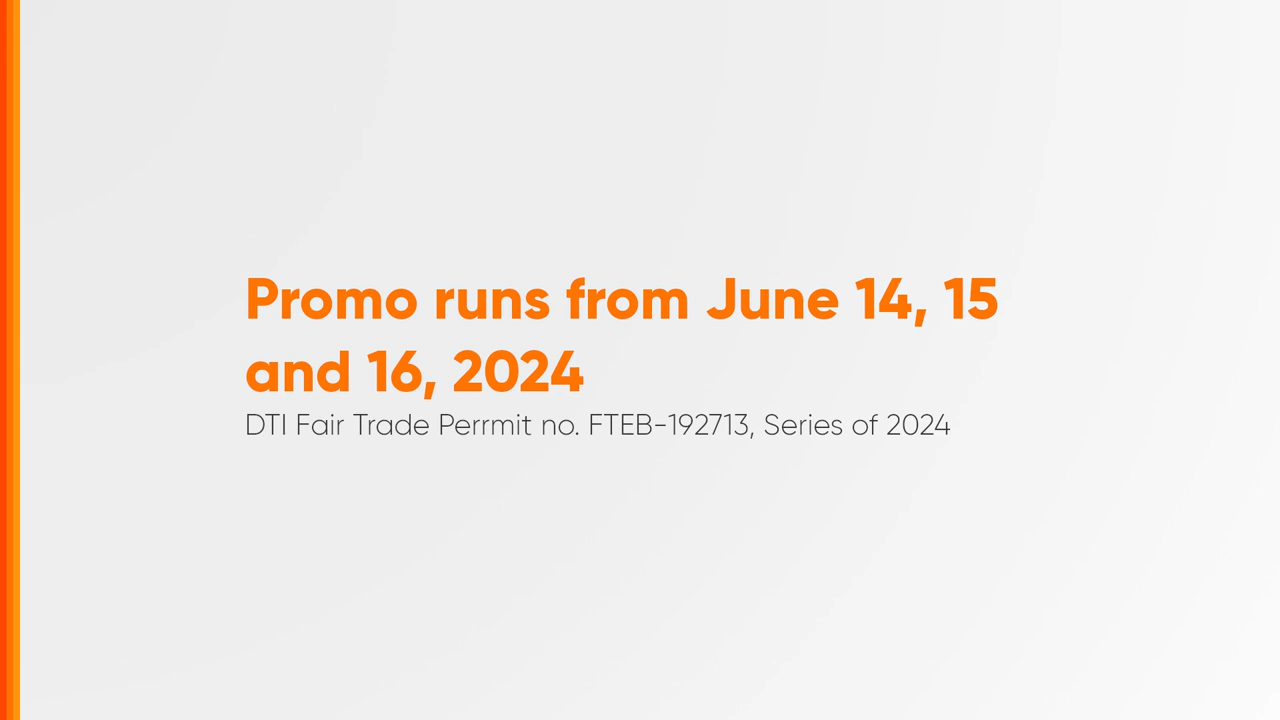 Promo runs from June 14, 15
and 16, 2024
DTI Fair Trade Perrmit no. FTEB-192713, Series of 2024